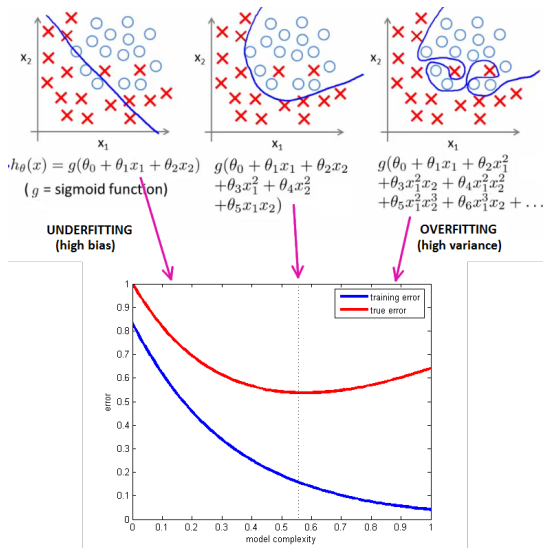 x₂
x₁
x₂
x₁
x₂
x₁
h_θ(x) = g(θ₀ + θ₁x₁ + θ₂x₂)
( g = sigmoid function)
g(θ₀ + θ₁x₁ + θ₂x₂
+θ₃x₁² + θ₄x₂²
+θ₅x₁x₂)
g(θ₀ + θ₁x₁ + θ₂x₁²
+θ₃x₁²x₂ + θ₄x₁²x₂²
+θ₅x₁²x₂³ + θ₆x₁³x₂ + ...
UNDERFITTING
(high bias)
OVERFITTING
(high variance)
training error
true error
1
0.9
0.8
0.7
0.6
0.5
0.4
0.3
0.2
0.1
0
error
0 0.1 0.2 0.3 0.4 0.5 0.6 0.7 0.8 0.9 1
model complexity